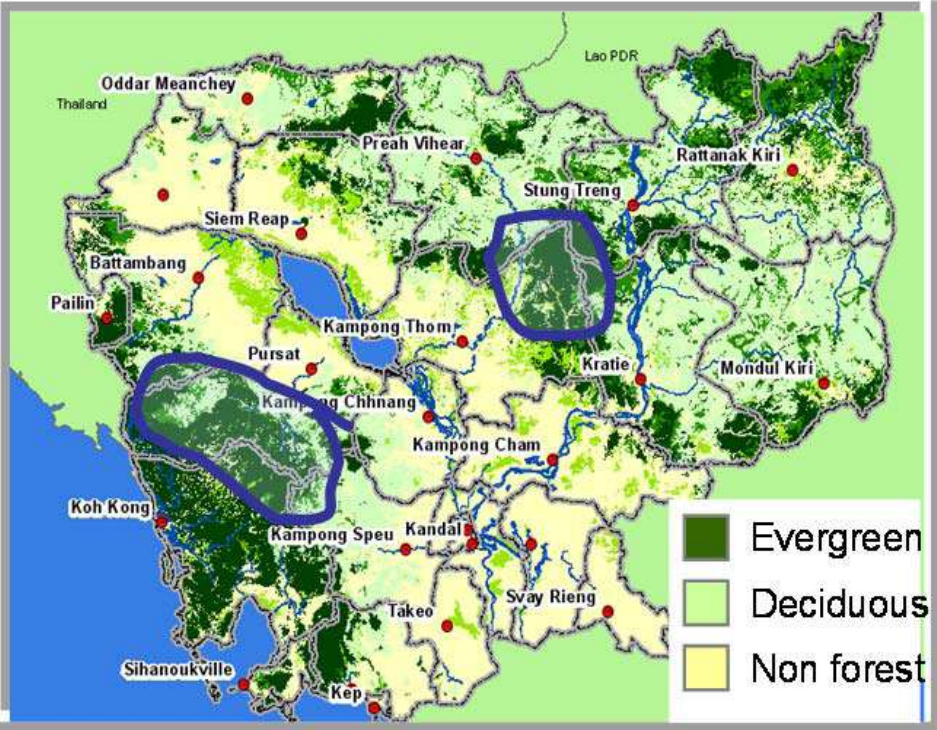 Lao PDR
Oddar Meanchey
Thailand
Preah Vihear
Rattanak Kiri
Stung Treng
Siem Reap
Battambang
Pailin
Kampong Thom
Pursat
Kratie
Mondul Kiri
Kampong Chhnang
Kampong Cham
Koh Kong
Kampong Speu
Kandal
Evergreen
Svay Rieng
Takeo
Deciduous
Sihanoukville
Non forest
Kep